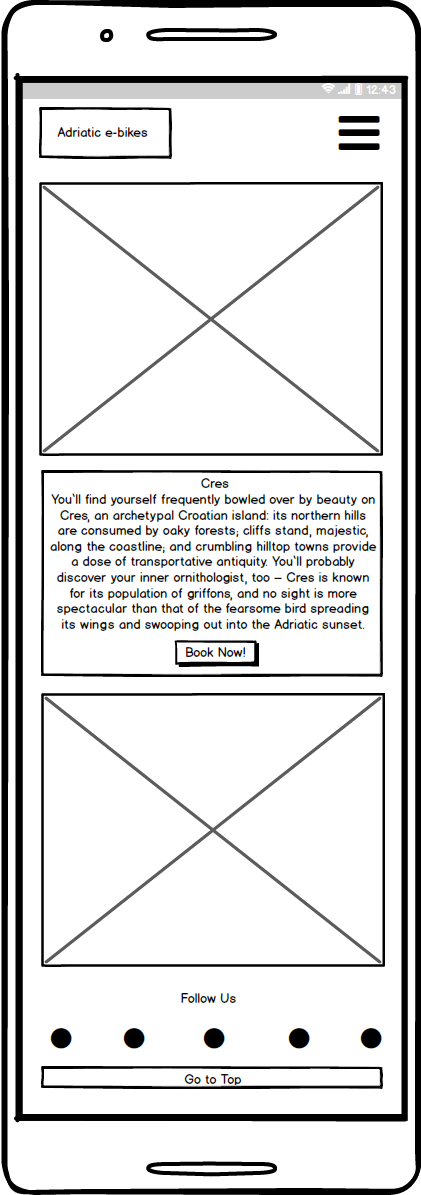 12:43
Adriatic e-bikes
Cres
You`ll find yourself frequently bowled over by beauty on
Cres, an archetypal Croatian island: its northern hills
are consumed by oaky forests; cliffs stand, majestic,
along the coastline; and crumbling hilltop towns provide
a dose of transportative antiquity. You`ll probably
discover your inner ornithologist, too – Cres is known
for its population of griffons, and no sight is more
spectacular than that of the fearsome bird spreading
its wings and swooping out into the Adriatic sunset.
Book Now!
Follow Us
Go to Top